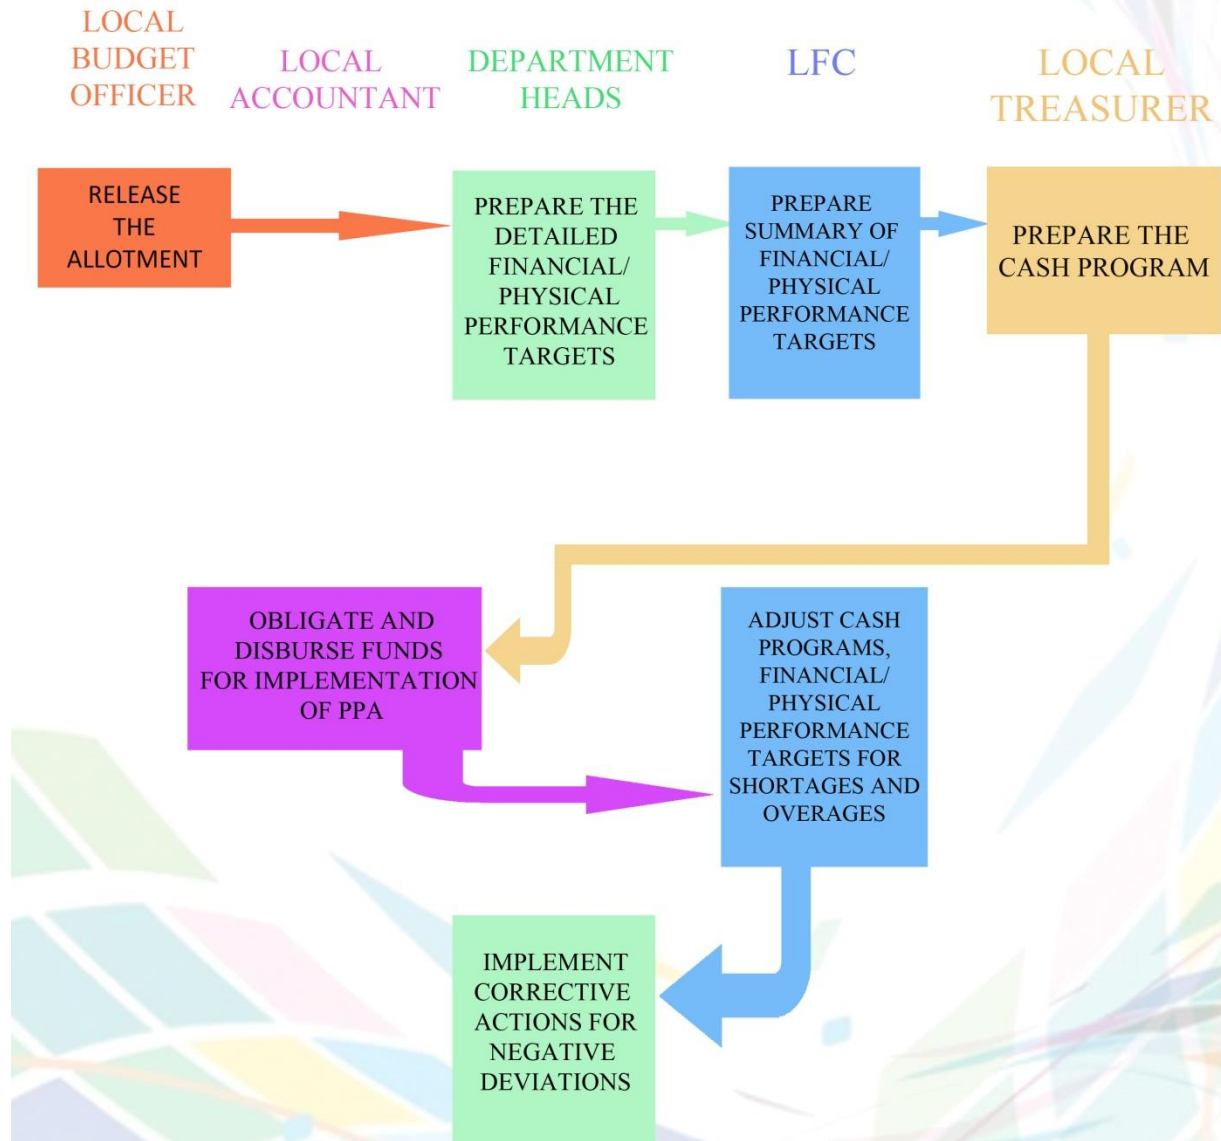 LOCAL
BUDGET
OFFICER
LOCAL
ACCOUNTANT
DEPARTMENT
HEADS
LFC
LOCAL
TREASURER
RELEASE
THE
ALLOTMENT
PREPARE THE
DETAILED
FINANCIAL/
PHYSICAL
PERFORMANCE
TARGETS
PREPARE
SUMMARY OF
FINANCIAL/
PHYSICAL
PERFORMANCE
TARGETS
PREPARE THE
CASH PROGRAM
OBLIGATE AND
DISBURSE FUNDS
FOR IMPLEMENTATION
OF PPA
ADJUST CASH
PROGRAMS,
FINANCIAL/
PHYSICAL
PERFORMANCE
TARGETS FOR
SHORTAGES AND
OVERAGES
IMPLEMENT
CORRECTIVE
ACTIONS FOR
NEGATIVE
DEVIATIONS